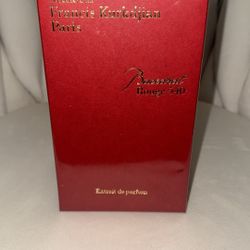 Francis Kurkdjian
Paris
Baccarat
Rouge 540
Extrait de parfum